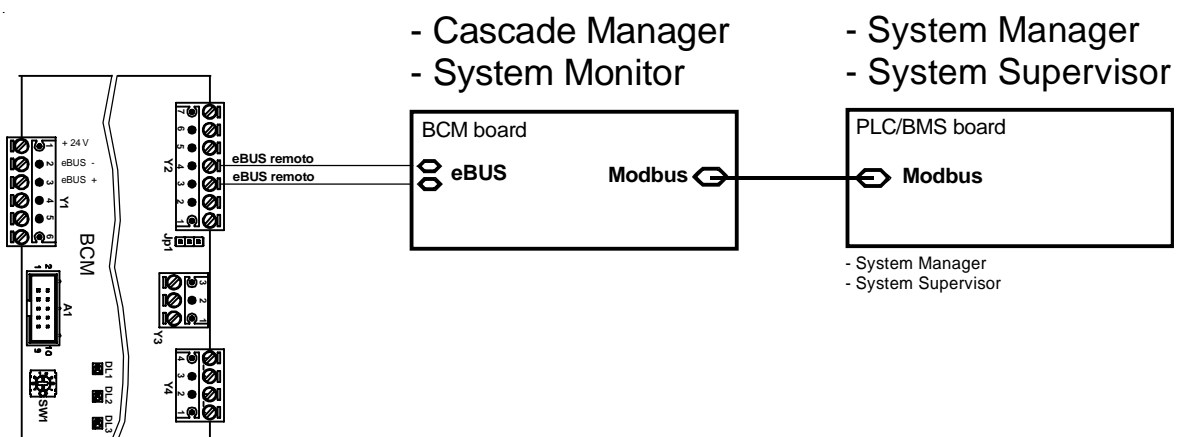 - Cascade Manager
- System Monitor
- System Manager
- System Supervisor
BCM board
eBUS
Modbus
PLC/BMS board
Modbus
- System Manager
- System Supervisor
eBUS remoto
eBUS remoto
1
2
3
4
5
6
+ 24 V
eBUS -
eBUS +
Y1
BCM
2
1
A1
10
9
SW1
DL1
DL2
DL3
7
6
5
4
3
2
1
Y2
Jp1
3
2
1
Y3
4
3
2
1
Y4